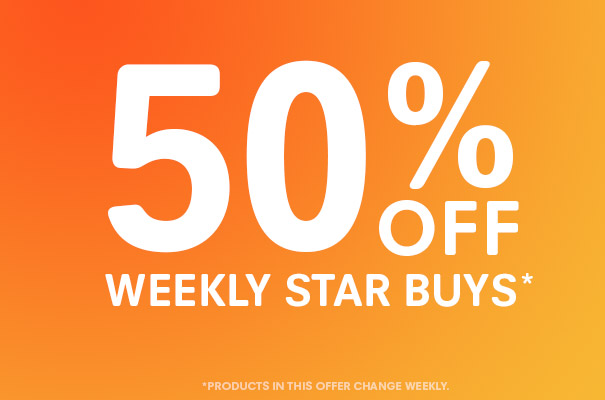 50%
OFF
WEEKLY STAR BUYS*
*PRODUCTS IN THIS OFFER CHANGE WEEKLY.